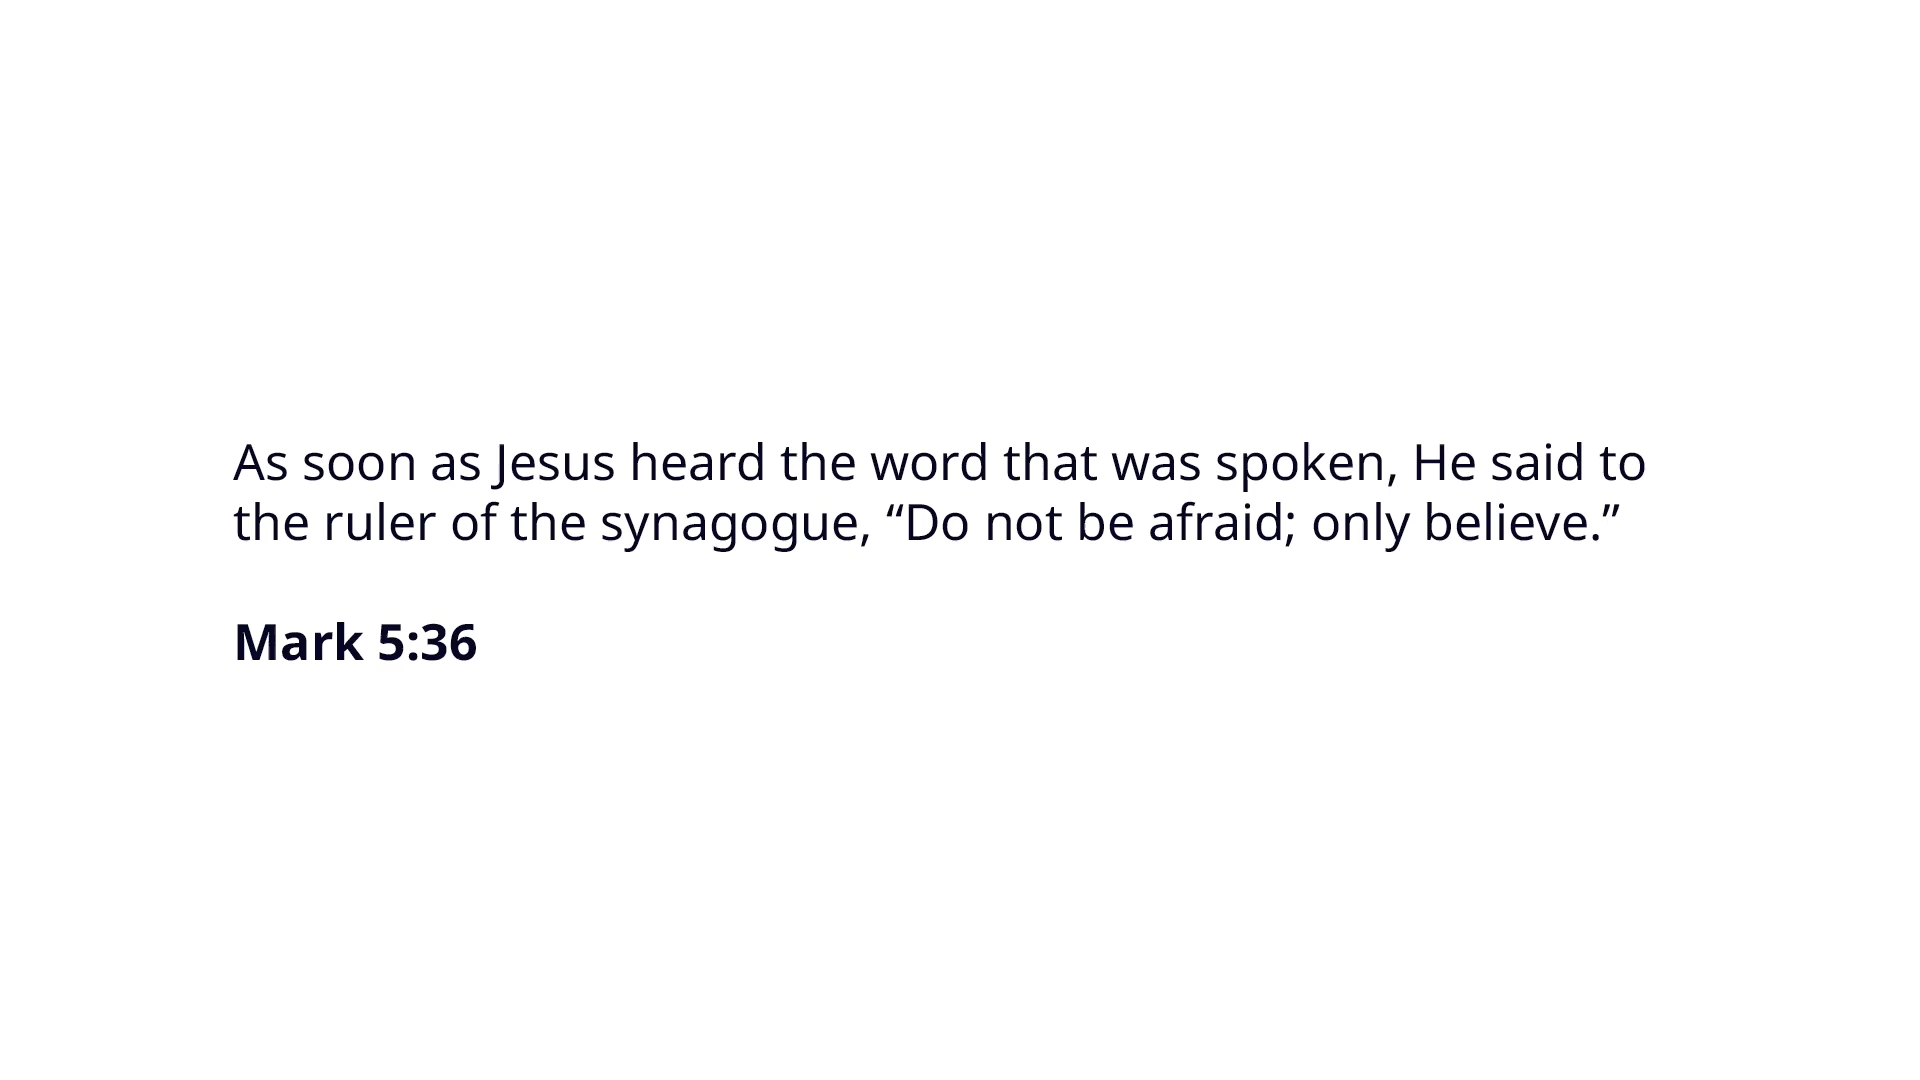 As soon as Jesus heard the word that was spoken, He said to
the ruler of the synagogue, “Do not be afraid; only believe.”
Mark 5:36